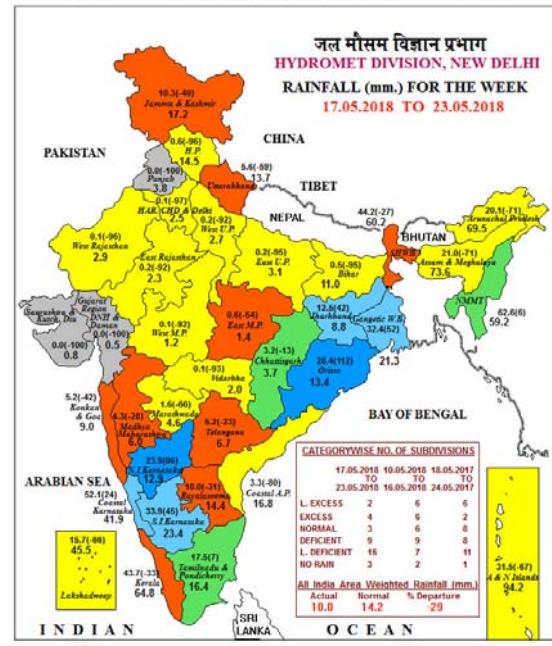 जल मौसम विज्ञान प्रभाग
HYDROMET DIVISION, NEW DELHI
RAINFALL (mm.) FOR THE WEEK
17.05.2018 TO 23.05.2018
10.3(-40)
Jammu & Kashmir
17.2
CHINA
0.6(-96)
H.P.
14.5
PAKISTAN
0.0(-100)
Punjab
3.8
5.6(-59)
13.7
Uttarakhand
TIBET
0.1(-97)
HAR. CHD & Delhi
2.5
0.2(-92)
West U.P.
2.7
NEPAL
44.2(-27)
60.2
SHWB
BHUTAN
20.1(-71)
Arunachal Pradesh
69.5
0.1(-96)
West Rajasthan
2.9
East Rajasthan
0.2(-92)
2.3
0.2(-95)
East U.P.
3.1
0.5(-95)
Bihar
11.0
21.0(-71)
Assam & Meghalaya
73.6
NMMT
62.6(6)
59.2
Saurashtra &
Kutch, Diu
0.0(-100)
0.8
Gujarat
Region
DNH &
Daman
0.0(-100)
0.5
0.1(-92)
West M.P.
1.2
0.6(-54)
East M.P.
1.4
12.5(42)
Jharkhand
8.8
Gangetic W.B.
32.4(52)
21.3
3.2(-13)
Chhattisgarh
3.7
28.4(112)
Orissa
13.4
0.1(-93)
Vidarbha
2.0
5.2(-42)
Konkan
& Goa
9.0
4.3(-28)
Madhya
Maharashtra
6.0
1.6(-66)
Marathwada
4.6
5.2(-23)
Telangana
6.7
BAY OF BENGAL
ARABIAN SEA
23.9(86)
N.I.Karnataka
12.9
10.0(-31)
Rayalaseema
14.4
3.3(-80)
Coastal A.P.
16.8
52.1(24)
Coastal
Karnataka
41.9
33.9(45)
S.I.Karnataka
23.4
15.7(-66)
45.5
Lakshadweep
43.7(-33)
Kerala
64.8
17.5(7)
Tamilnadu &
Pondicherry
16.4
CATEGORYWISE NO. OF SUBDIVISIONS
17.05.2018 10.05.2018 18.05.2017
TO TO TO
23.05.2018 16.05.2018 24.05.2017
L. EXCESS 2 6 6
EXCESS 4 6 2
NORMAL 3 6 8
DEFICIENT 9 9 8
L. DEFICIENT 15 7 11
NO RAIN 3 2 1
All India Area Weighted Rainfall (mm.)
Actual Normal % Departure
10.0 14.2 -29
31.5(-67)
A & N Islands
94.2
SRI
LANKA
INDIAN OCEAN